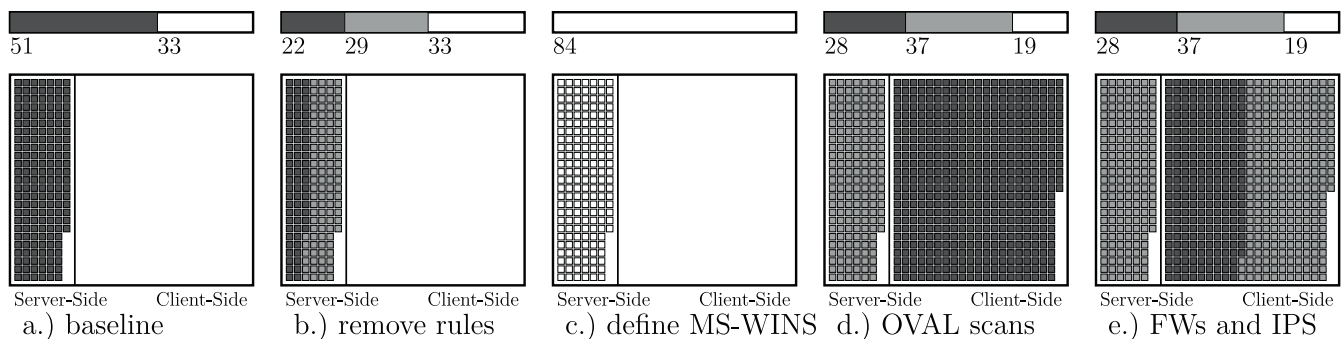 51 33
22 29 33
84
28 37 19
28 37 19
Server-Side Client-Side
Server-Side Client-Side
Server-Side Client-Side
Server-Side Client-Side
Server-Side Client-Side
a.) baseline
b.) remove rules
c.) define MS-WINS
d.) OVAL scans
e.) FWs and IPS